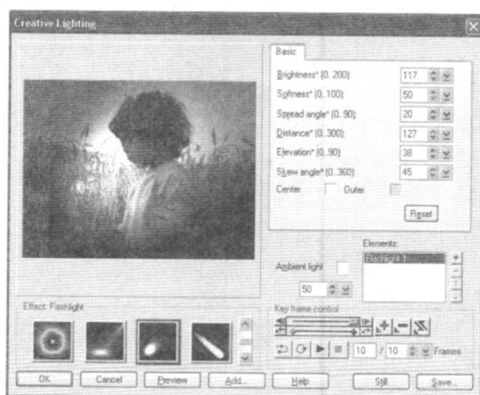 Creative Lighting
Basic
Brightness* (0..200): 117
Softness* (0..100): 50
Spread angle* (0..90): 20
Distance* (0..300): 127
Elevation* (0..90): 38
Skew angle* (0..360): 45
Center Outer
Reset
Elements:
Ambient light
Flashlight 1
50
Effect: Flashlight
Key frame control
10 / 10 Frames
OK Cancel Preview Add... Help Still Save...